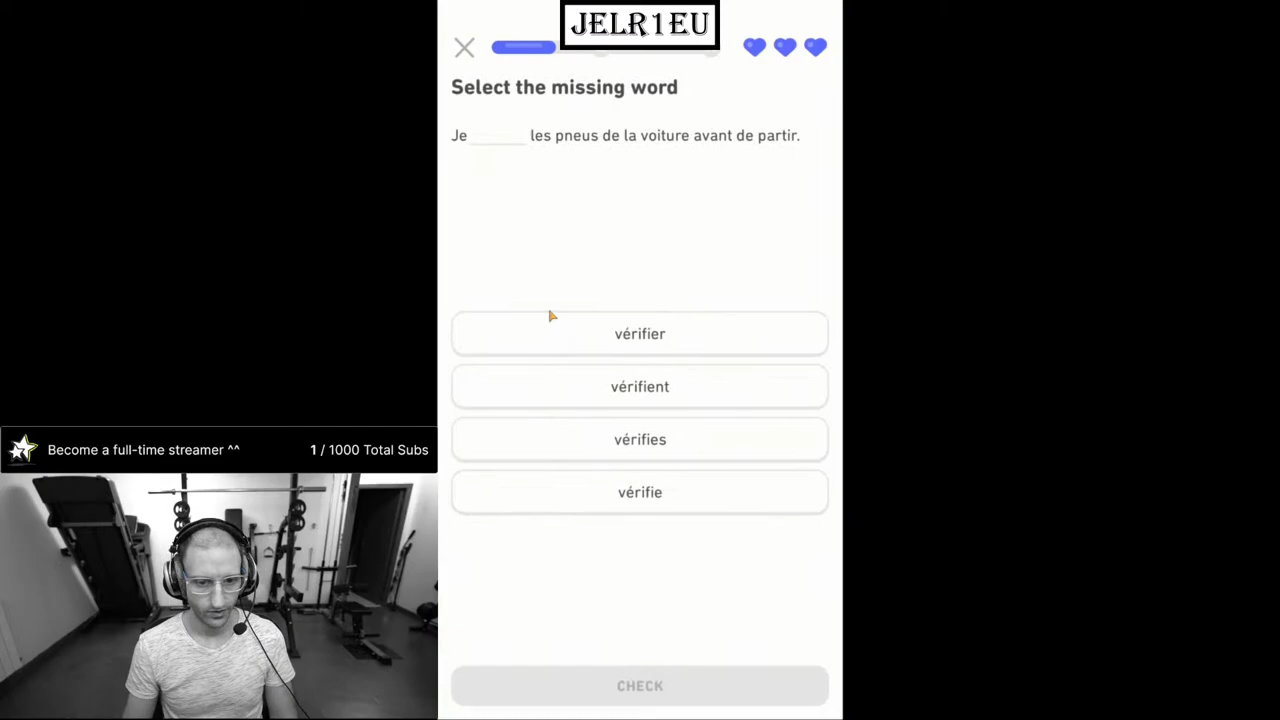 JELR1EU
Select the missing word
Je ______ les pneus de la voiture avant de partir.
vérifier
vérifient
vérifies
vérifie
Become a full-time streamer ^^ 1 / 1000 Total Subs
CHECK